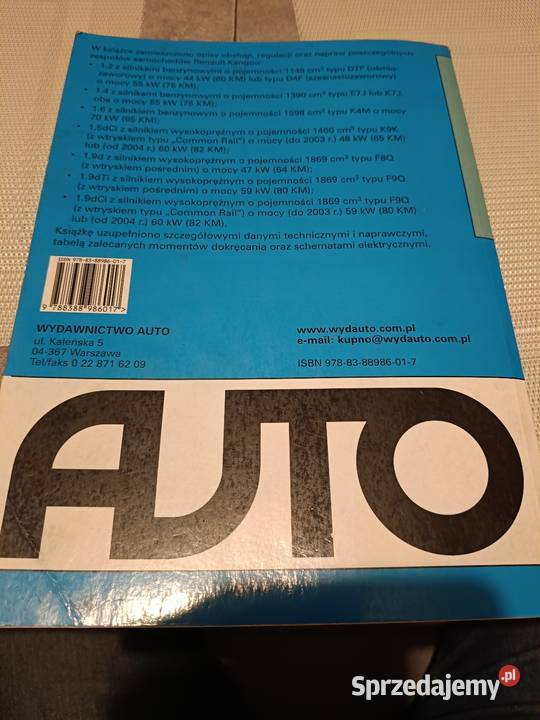 W książce zamieszczono opisy obsługi, regulacji oraz napraw poszczególnych
zespołów samochodów Renault Kangoo:
• 1.2 z silnikami benzynowymi o pojemności 1149 cm³ typu D7F (ośmio-
zaworowy) o mocy 44 kW (60 KM) lub typu D4F (szesnastozaworowy)
o mocy 55 kW (75 KM);
• 1.4 z silnikami benzynowymi o pojemności 1390 cm³ typu E7J lub K7J,
oba o mocy 55 kW (75 KM);
• 1.6 z silnikiem benzynowym o pojemności 1598 cm³ typu K4M o mocy
70 kW (95 KM);
• 1.5dCi z silnikiem wysokoprężnym o pojemności 1460 cm³ typu K9K
(z wtryskiem typu „Common Rail") o mocy (do 2003 r.) 48 kW (65 KM)
lub (od 2004 r.) 60 kW (82 KM);
• 1.9d z silnikiem wysokoprężnym o pojemności 1869 cm³ typu F8Q
(z wtryskiem pośrednim) o mocy 47 kW (64 KM);
• 1.9dTi z silnikiem wysokoprężnym o pojemności 1869 cm³ typu F9Q
(z wtryskiem pośrednim) o mocy 59 kW (80 KM);
• 1.9dCi z silnikiem wysokoprężnym o pojemności 1869 cm³ typu F9Q
(z wtryskiem typu „Common Rail") o mocy (do 2003 r.) 59 kW (80 KM)
lub (od 2004 r.) 60 kW (82 KM).
Książkę uzupełniono szczegółowymi danymi technicznymi i naprawczymi,
tabelą zalecanych momentów dokręcania oraz schematami elektrycznymi.
ISBN 978-83-88986-01-7
9 788388 986017 >
WYDAWNICTWO AUTO
ul. Kaleńska 5
04-367 Warszawa
Tel/faks 0 22 871 62 09
www.wydauto.com.pl
e-mail: kupno@wydauto.com.pl
ISBN 978-83-88986-01-7
AUTO
Sprzedajemy.pl